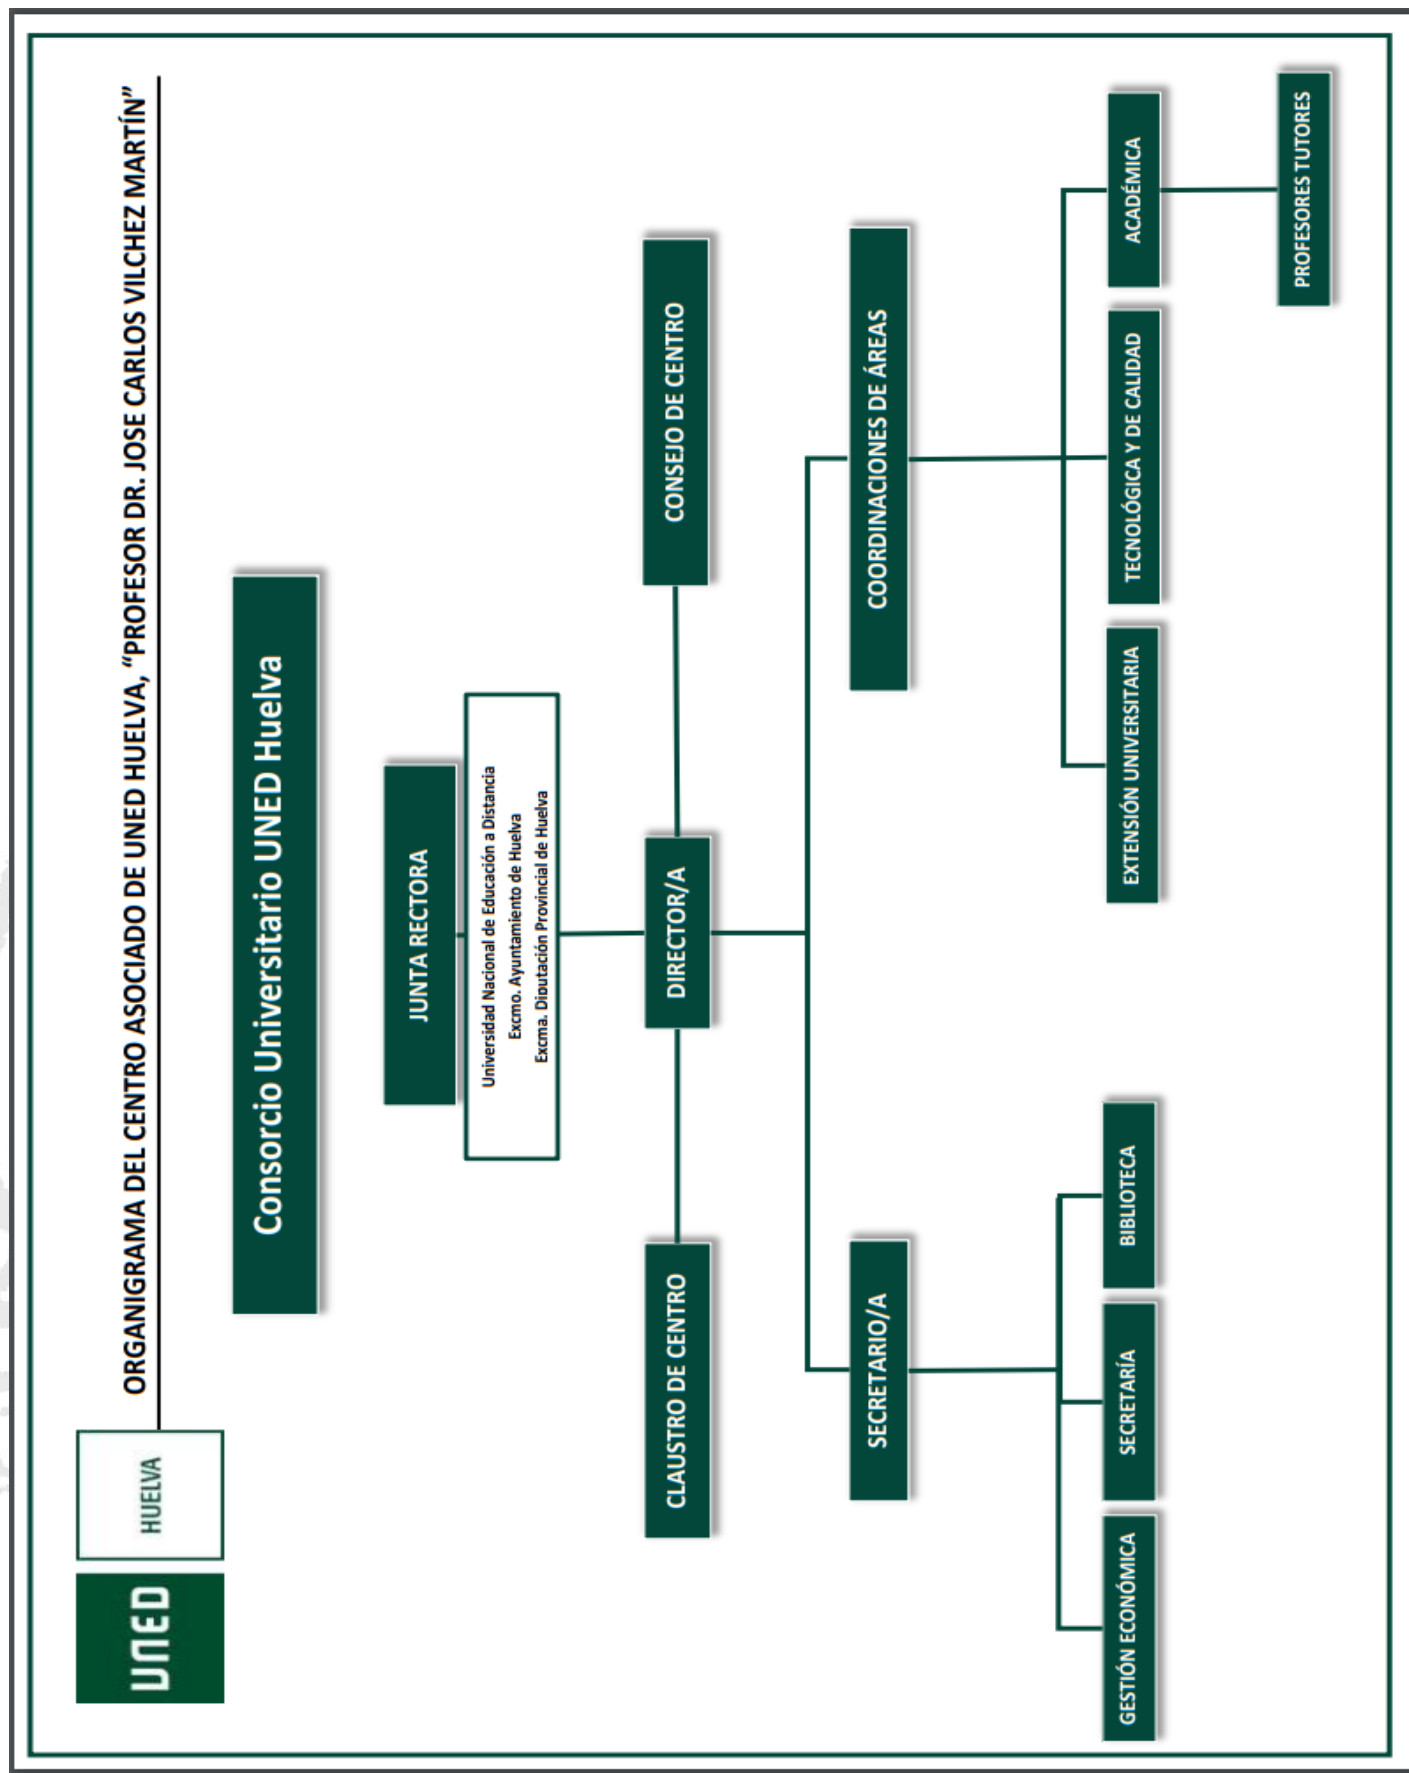 UNED
HUELVA
ORGANIGRAMA DEL CENTRO ASOCIADO DE UNED HUELVA, “PROFESOR DR. JOSE CARLOS VILCHEZ MARTÍN”
Consorcio Universitario UNED Huelva
JUNTA RECTORA
Universidad Nacional de Educación a Distancia
Excmo. Ayuntamiento de Huelva
Excma. Diputación Provincial de Huelva
CLAUSTRO DE CENTRO
DIRECTOR/A
CONSEJO DE CENTRO
SECRETARIO/A
COORDINACIONES DE ÁREAS
GESTIÓN ECONÓMICA
SECRETARÍA
BIBLIOTECA
EXTENSIÓN UNIVERSITARIA
TECNOLÓGICA Y DE CALIDAD
ACADÉMICA
PROFESORES TUTORES